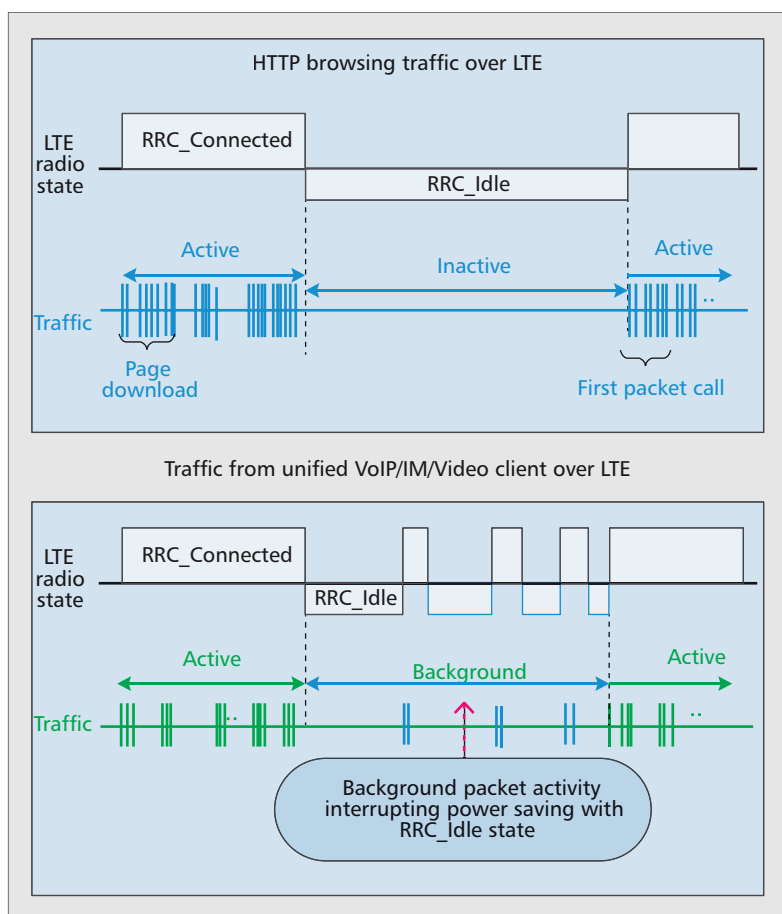 HTTP browsing traffic over LTE
LTE
radio
state
RRC_Connected
RRC_Idle
Active
Inactive
Active
Traffic
..
Page
download
First packet call
Traffic from unified VoIP/IM/Video client over LTE
LTE
radio
state
RRC_Connected
RRC_Idle
Active
Background
Active
Traffic
..
..
Background packet activity
interrupting power saving with
RRC_Idle state